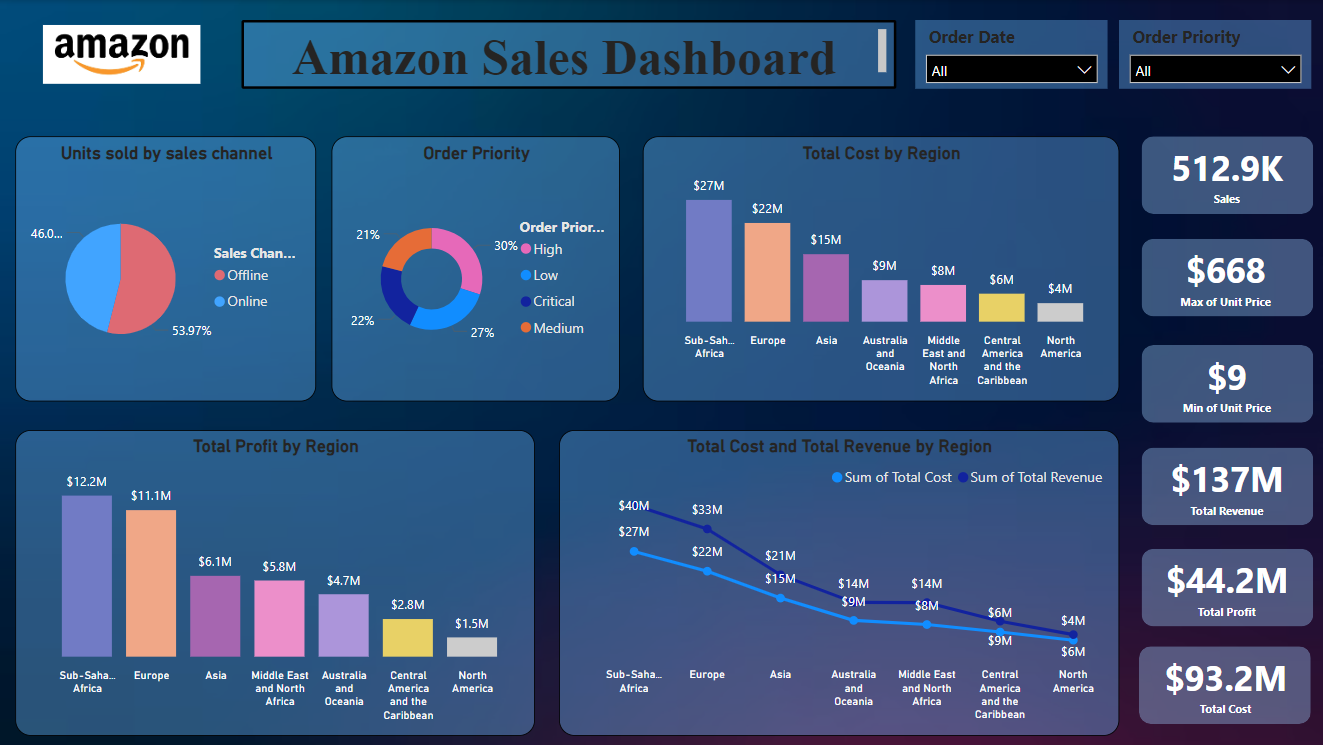 amazon
Amazon Sales Dashboard
Order Date
All
Order Priority
All
Units sold by sales channel
46.0...
53.97%
Sales Chan...
Offline
Online
Order Priority
21%
30%
22%
27%
Order Prior...
High
Low
Critical
Medium
Total Cost by Region
$27M
$22M
$15M
$9M
$8M
$6M
$4M
Sub-Sah...
Africa
Europe
Asia
Australia
and
Oceania
Middle
East and
North
Africa
Central
America
and the
Caribbean
North
America
512.9K
Sales
$668
Max of Unit Price
$9
Min of Unit Price
$137M
Total Revenue
$44.2M
Total Profit
$93.2M
Total Cost
Total Profit by Region
$12.2M
$11.1M
$6.1M
$5.8M
$4.7M
$2.8M
$1.5M
Sub-Saha...
Africa
Europe
Asia
Middle East
and North
Africa
Australia
and
Oceania
Central
America
and the
Caribbean
North
America
Total Cost and Total Revenue by Region
Sum of Total Cost
Sum of Total Revenue
$40M
$33M
$27M
$22M
$21M
$15M
$14M
$14M
$9M
$8M
$6M
$9M
$4M
$6M
Sub-Saha...
Africa
Europe
Asia
Australia
and
Oceania
Middle East
and North
Africa
Central
America
and the
Caribbean
North
America